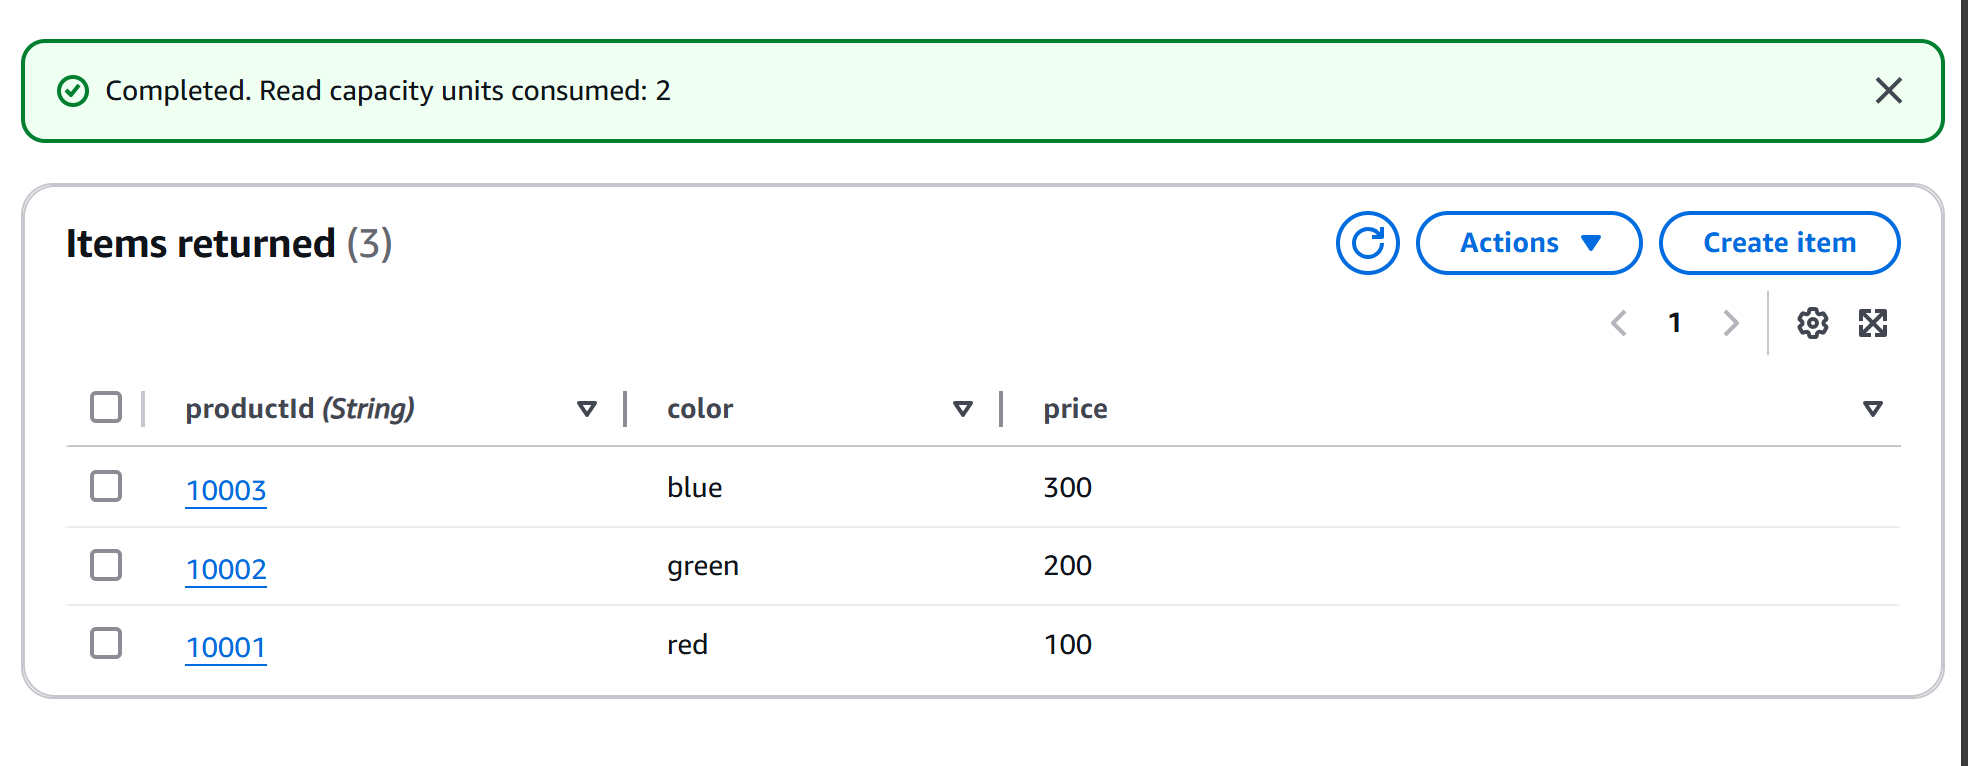 Completed. Read capacity units consumed: 2
Items returned (3)
Actions
Create item
1
productId (String) color price
10003 blue 300
10002 green 200
10001 red 100